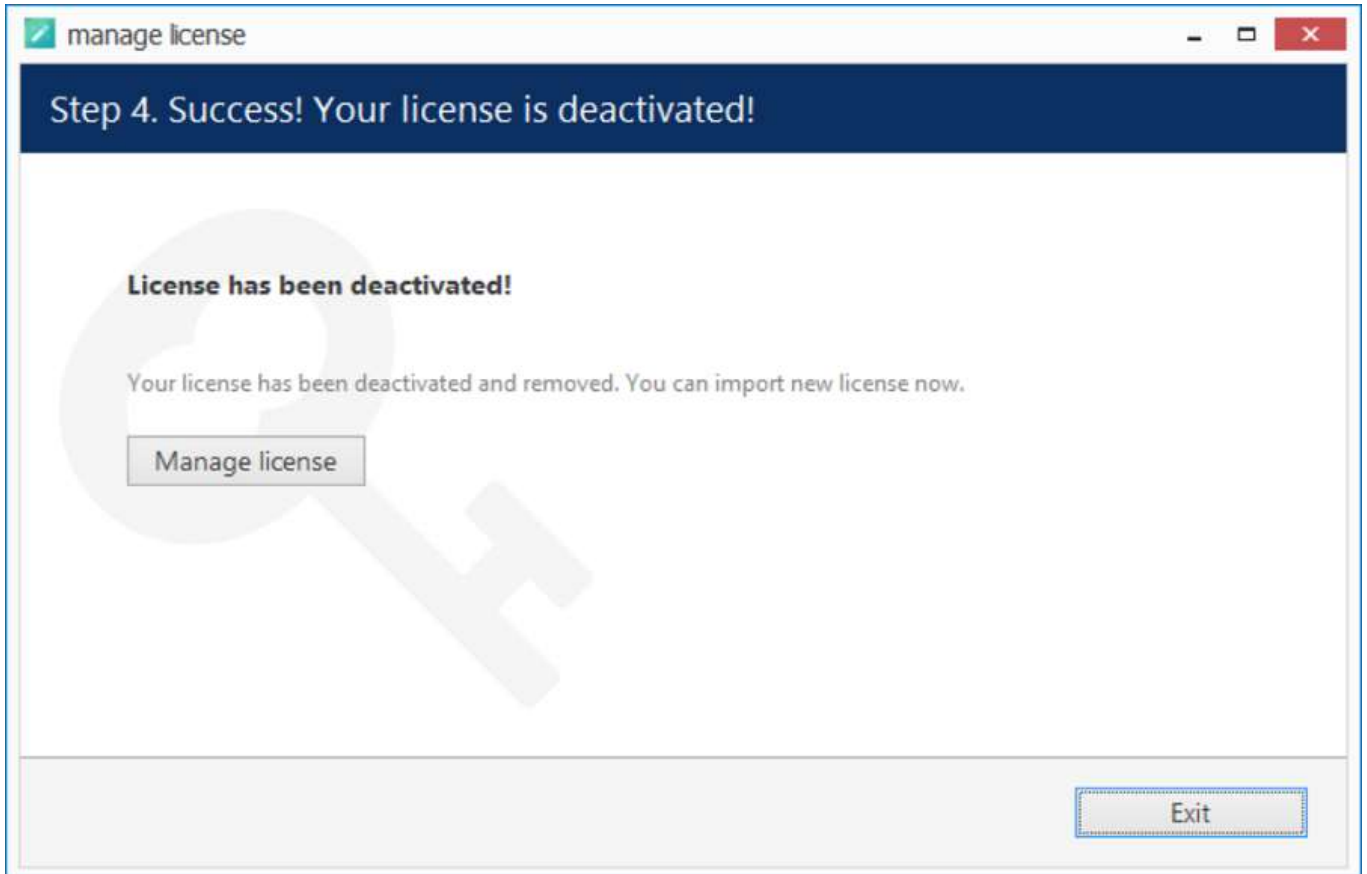 manage license
Step 4. Success! Your license is deactivated!
License has been deactivated!
Your license has been deactivated and removed. You can import new license now.
Manage license
Exit